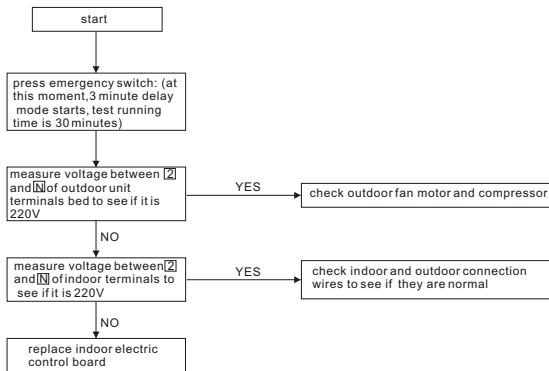 start
press emergency switch: (at
this moment,3 minute delay
mode starts, test running
time is 30 minutes)
measure voltage between 2
and N of outdoor unit
terminals bed to see if it is
220V
YES
check outdoor fan motor and compressor
NO
measure voltage between 2
and N of indoor terminals to
see if it is 220V
YES
check indoor and outdoor connection
wires to see if they are normal
NO
replace indoor electric
control board